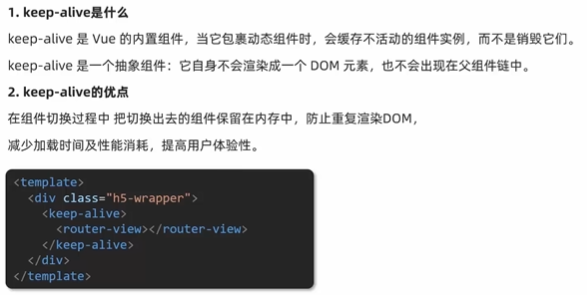 1. keep-alive是什么
keep-alive 是 Vue 的内置组件，当它包裹动态组件时，会缓存不活动的组件实例，而不是销毁它们。
keep-alive 是一个抽象组件：它自身不会渲染成一个 DOM 元素，也不会出现在父组件链中。
2. keep-alive的优点
在组件切换过程中 把切换出去的组件保留在内存中，防止重复渲染DOM，
减少加载时间及性能消耗，提高用户体验性。
<template>
  <div class="h5-wrapper">
    <keep-alive>
      <router-view></router-view>
    </keep-alive>
  </div>
</template>